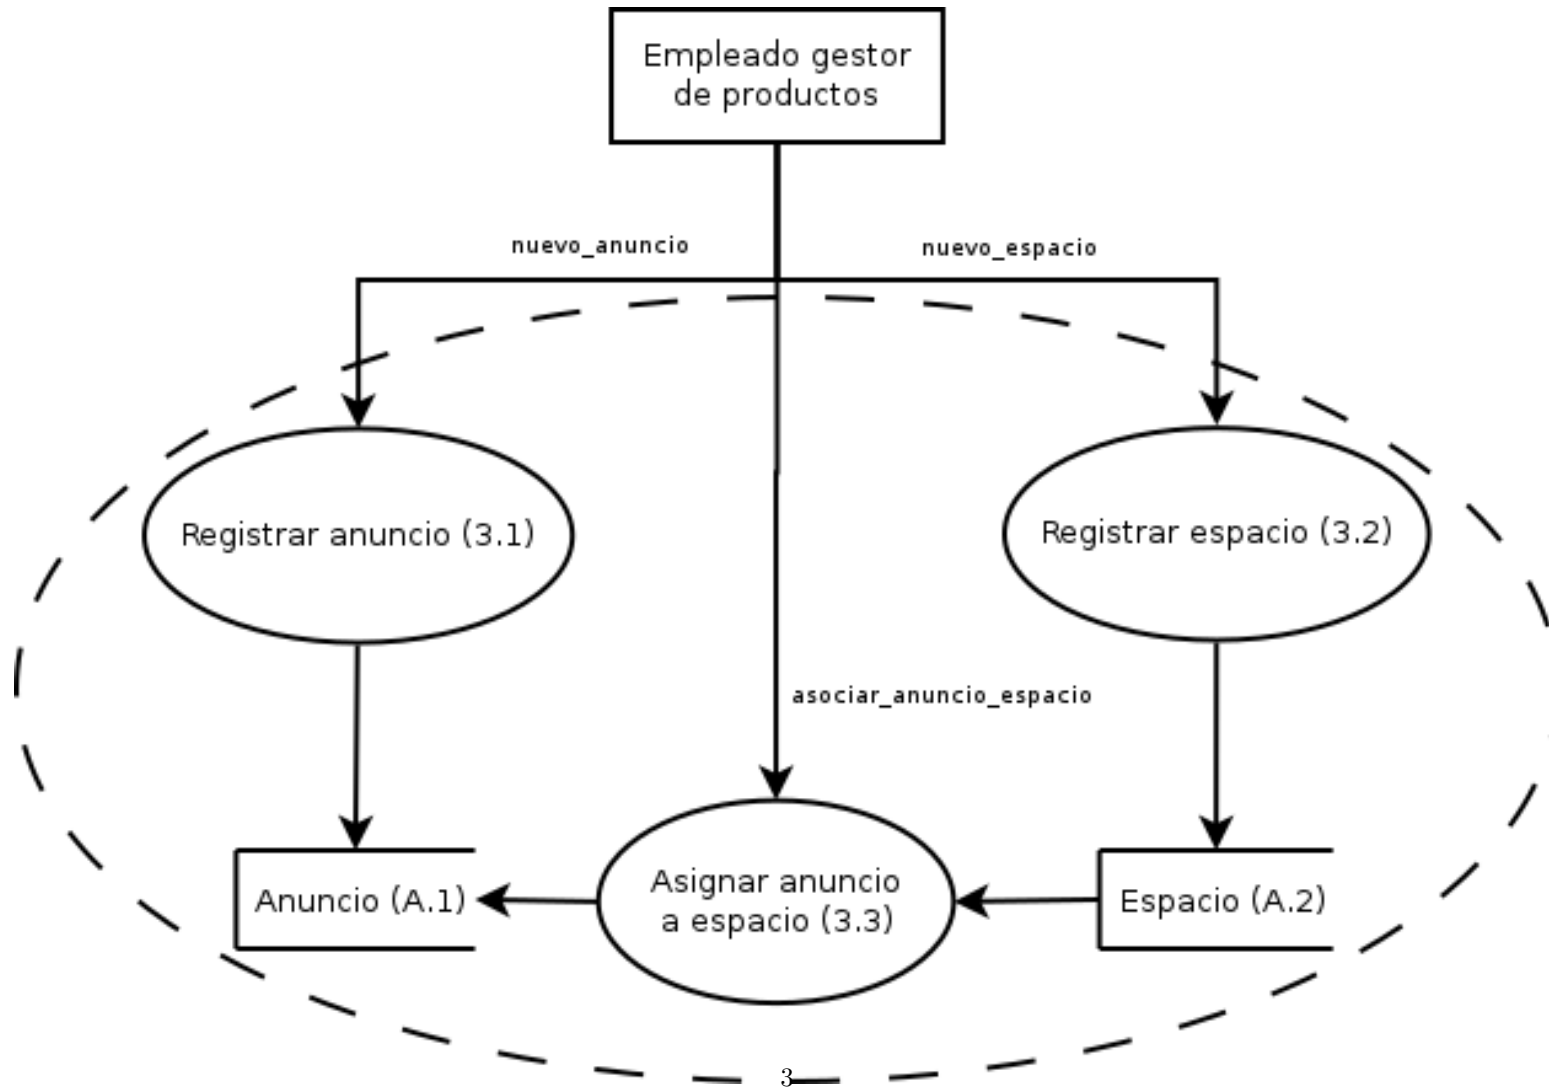 Empleado gestor
de productos
nuevo_anuncio
nuevo_espacio
Registrar anuncio (3.1)
Registrar espacio (3.2)
asociar_anuncio_espacio
Anuncio (A.1)
Asignar anuncio
a espacio (3.3)
Espacio (A.2)
3